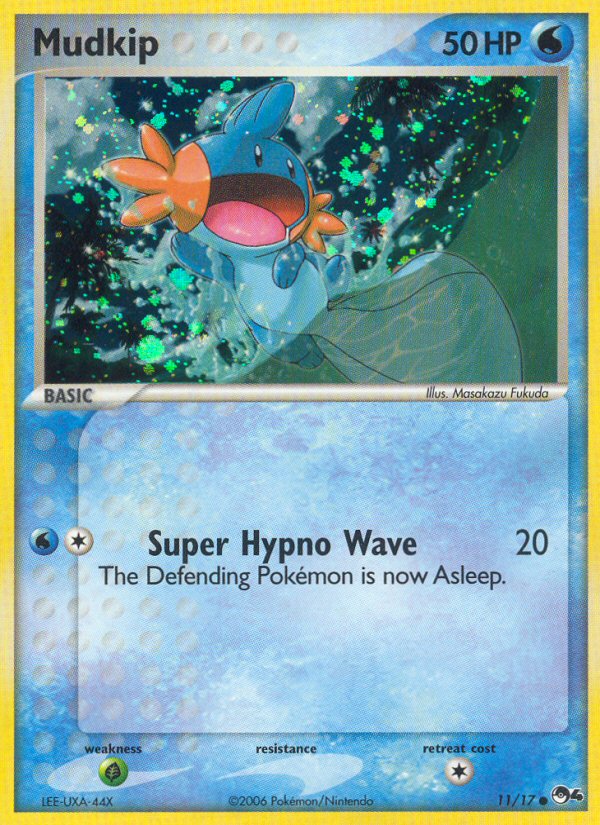 Mudkip 50 HP
BASIC
Illus. Masakazu Fukuda
Super Hypno Wave 20
The Defending Pokémon is now Asleep.
weakness resistance retreat cost
LEE-UXA-44X ©2006 Pokémon/Nintendo 11/17 ● 4